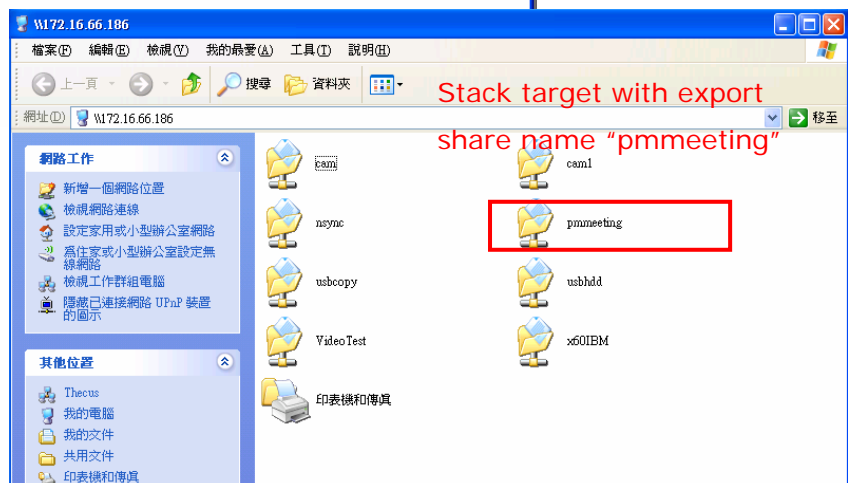 \\172.16.66.186
檔案(F) 編輯(E) 檢視(V) 我的最愛(A) 工具(T) 說明(H)
上一頁 搜尋 資料夾
Stack target with export
網址(D) \\172.16.66.186 移至
share name “pmmeeting”
網路工作
新增一個網路位置
檢視網路連線
設定家用或小型辦公室網路
為住家或小型辦公室設定無
線網路
檢視工作群組電腦
隱藏已連接網路 UPnP 裝置
的圖示
其他位置
Thecus
我的電腦
我的文件
共用文件
印表機和傳真
cam cam1
nsync pmmeeting
usbcopy usbhdd
VideoTest x60IBM
印表機和傳真